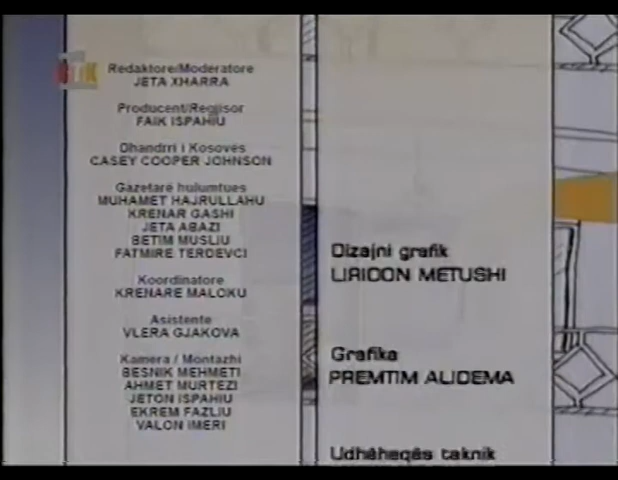 RTK
Redaktore/Moderatore
JETA XHARRA
Producent/Regjisor
FAIK ISPAHIU
Dhandrri i Kosovës
CASEY COOPER JOHNSON
Gazetarë hulumtues
MUHAMET HAJRULLAHU
KRENAR GASHI
JETA ABAZI
BETIM MUSLIU
FATMIRE TERDEVCI
Koordinatore
KRENARE MALOKU
Asistente
VLERA GJAKOVA
Kamera / Montazhi
BESNIK MEHMETI
AHMET MURTEZI
JETON ISPAHIU
EKREM FAZLIU
VALON IMERI
Dizajni grafik
LIRIDON METUSHI
Grafika
PREMTIM ALIDEMA
Udhëheqës teknik